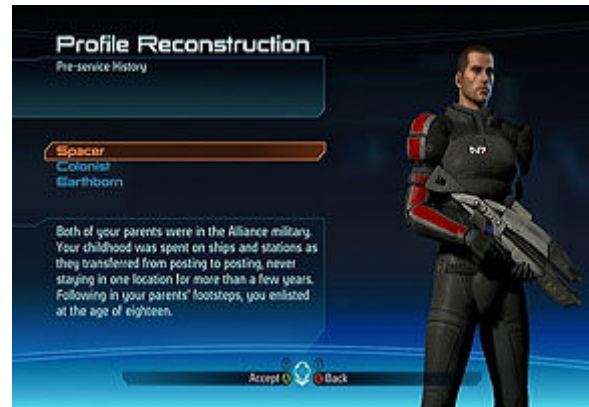 Profile Reconstruction
Pre-service History
Spacer
Colonist
Earthborn
Both of your parents were in the Alliance military.
Your childhood was spent on ships and stations as
they transferred from posting to posting, never
staying in one location for more than a few years.
Following in your parents' footsteps, you enlisted
at the age of eighteen.
N7
Accept A B Back